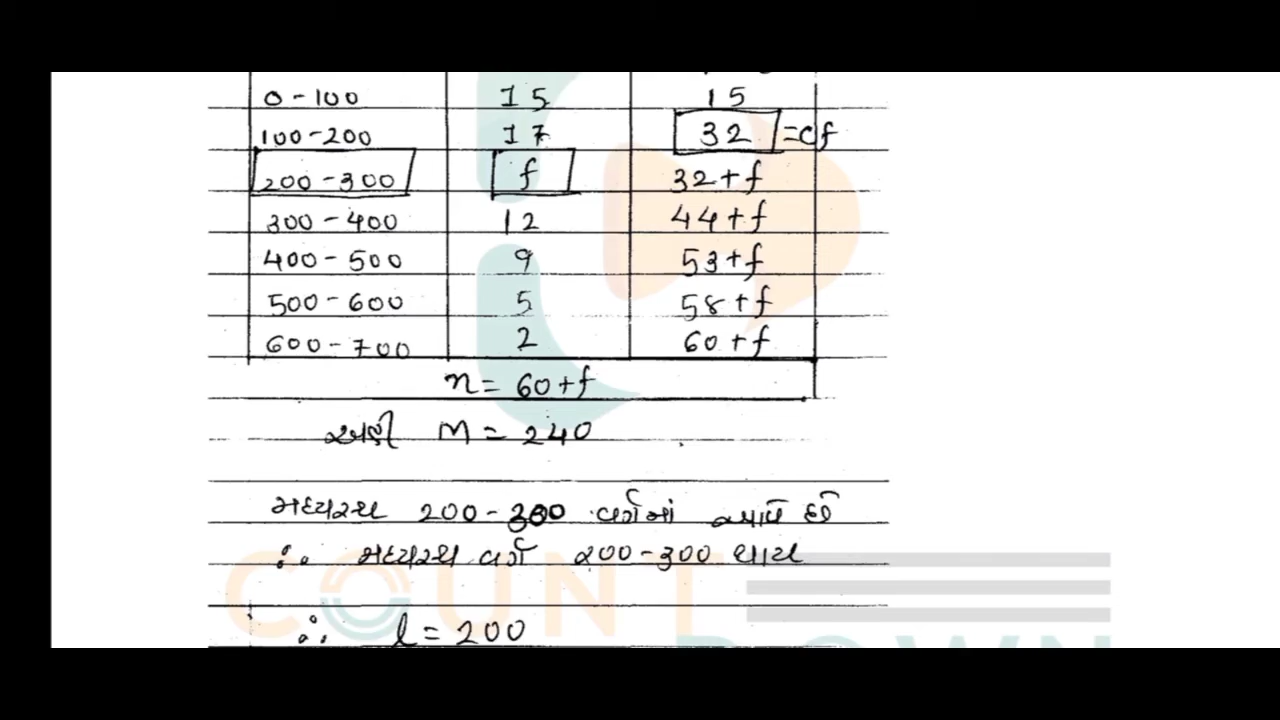 0-100 15 15
100-200 17 32 =cf
200-300 f 32+f
300-400 12 44+f
400-500 9 53+f
500-600 5 58+f
600-700 2 60+f
n= 60+f
અહીં M = 240
મધ્યસ્થ 200-300 વર્ગમાં આવે છે
∴ મધ્યસ્થ વર્ગ 200-300 થાય
COUNT
∴ l = 200
DOWN